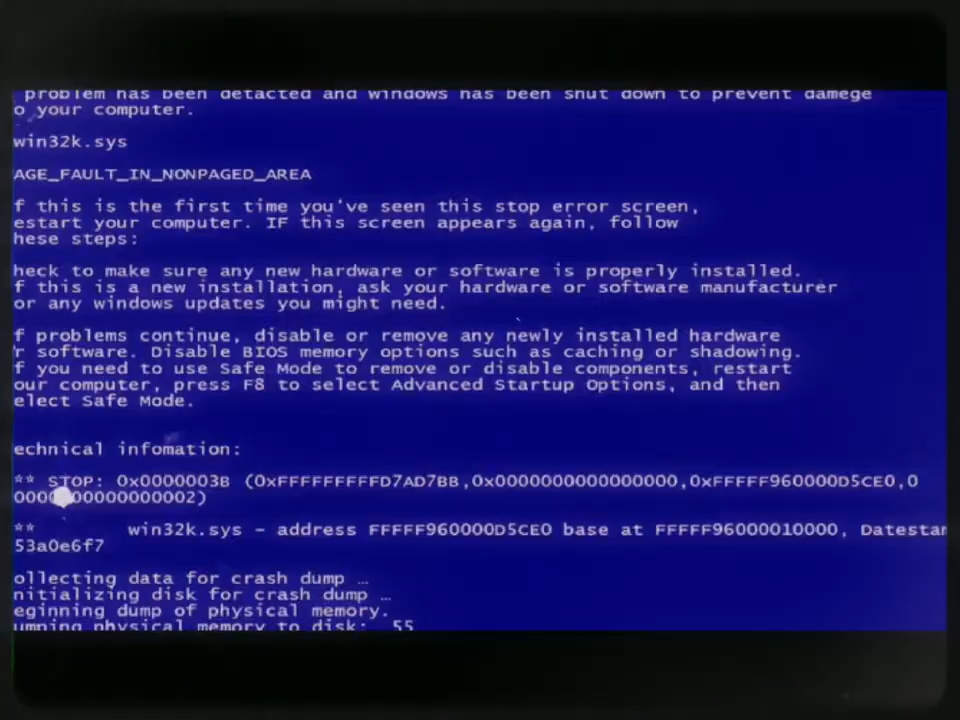 problem has been detacted and windows has been shut down to prevent damege
o your computer.
win32k.sys
AGE_FAULT_IN_NONPAGED_AREA
f this is the first time you've seen this stop error screen,
estart your computer. IF this screen appears again, follow
hese steps:
heck to make sure any new hardware or software is properly installed.
f this is a new installation, ask your hardware or software manufacturer
or any windows updates you might need.
f problems continue, disable or remove any newly installed hardware
r software. Disable BIOS memory options such as caching or shadowing.
f you need to use Safe Mode to remove or disable components, restart
our computer, press F8 to select Advanced Startup Options, and then
elect Safe Mode.
echnical infomation:
** STOP: 0x0000003B (0xFFFFFFFFFD7AD7BB,0x0000000000000000,0xFFFFF960000D5CE0,0
0000 00000000002)
** win32k.sys – address FFFFF960000D5CE0 base at FFFFF96000010000, Datestam
53a0e6f7
ollecting data for crash dump …
nitializing disk for crash dump …
eginning dump of physical memory.
umping physical memory to disk: 55